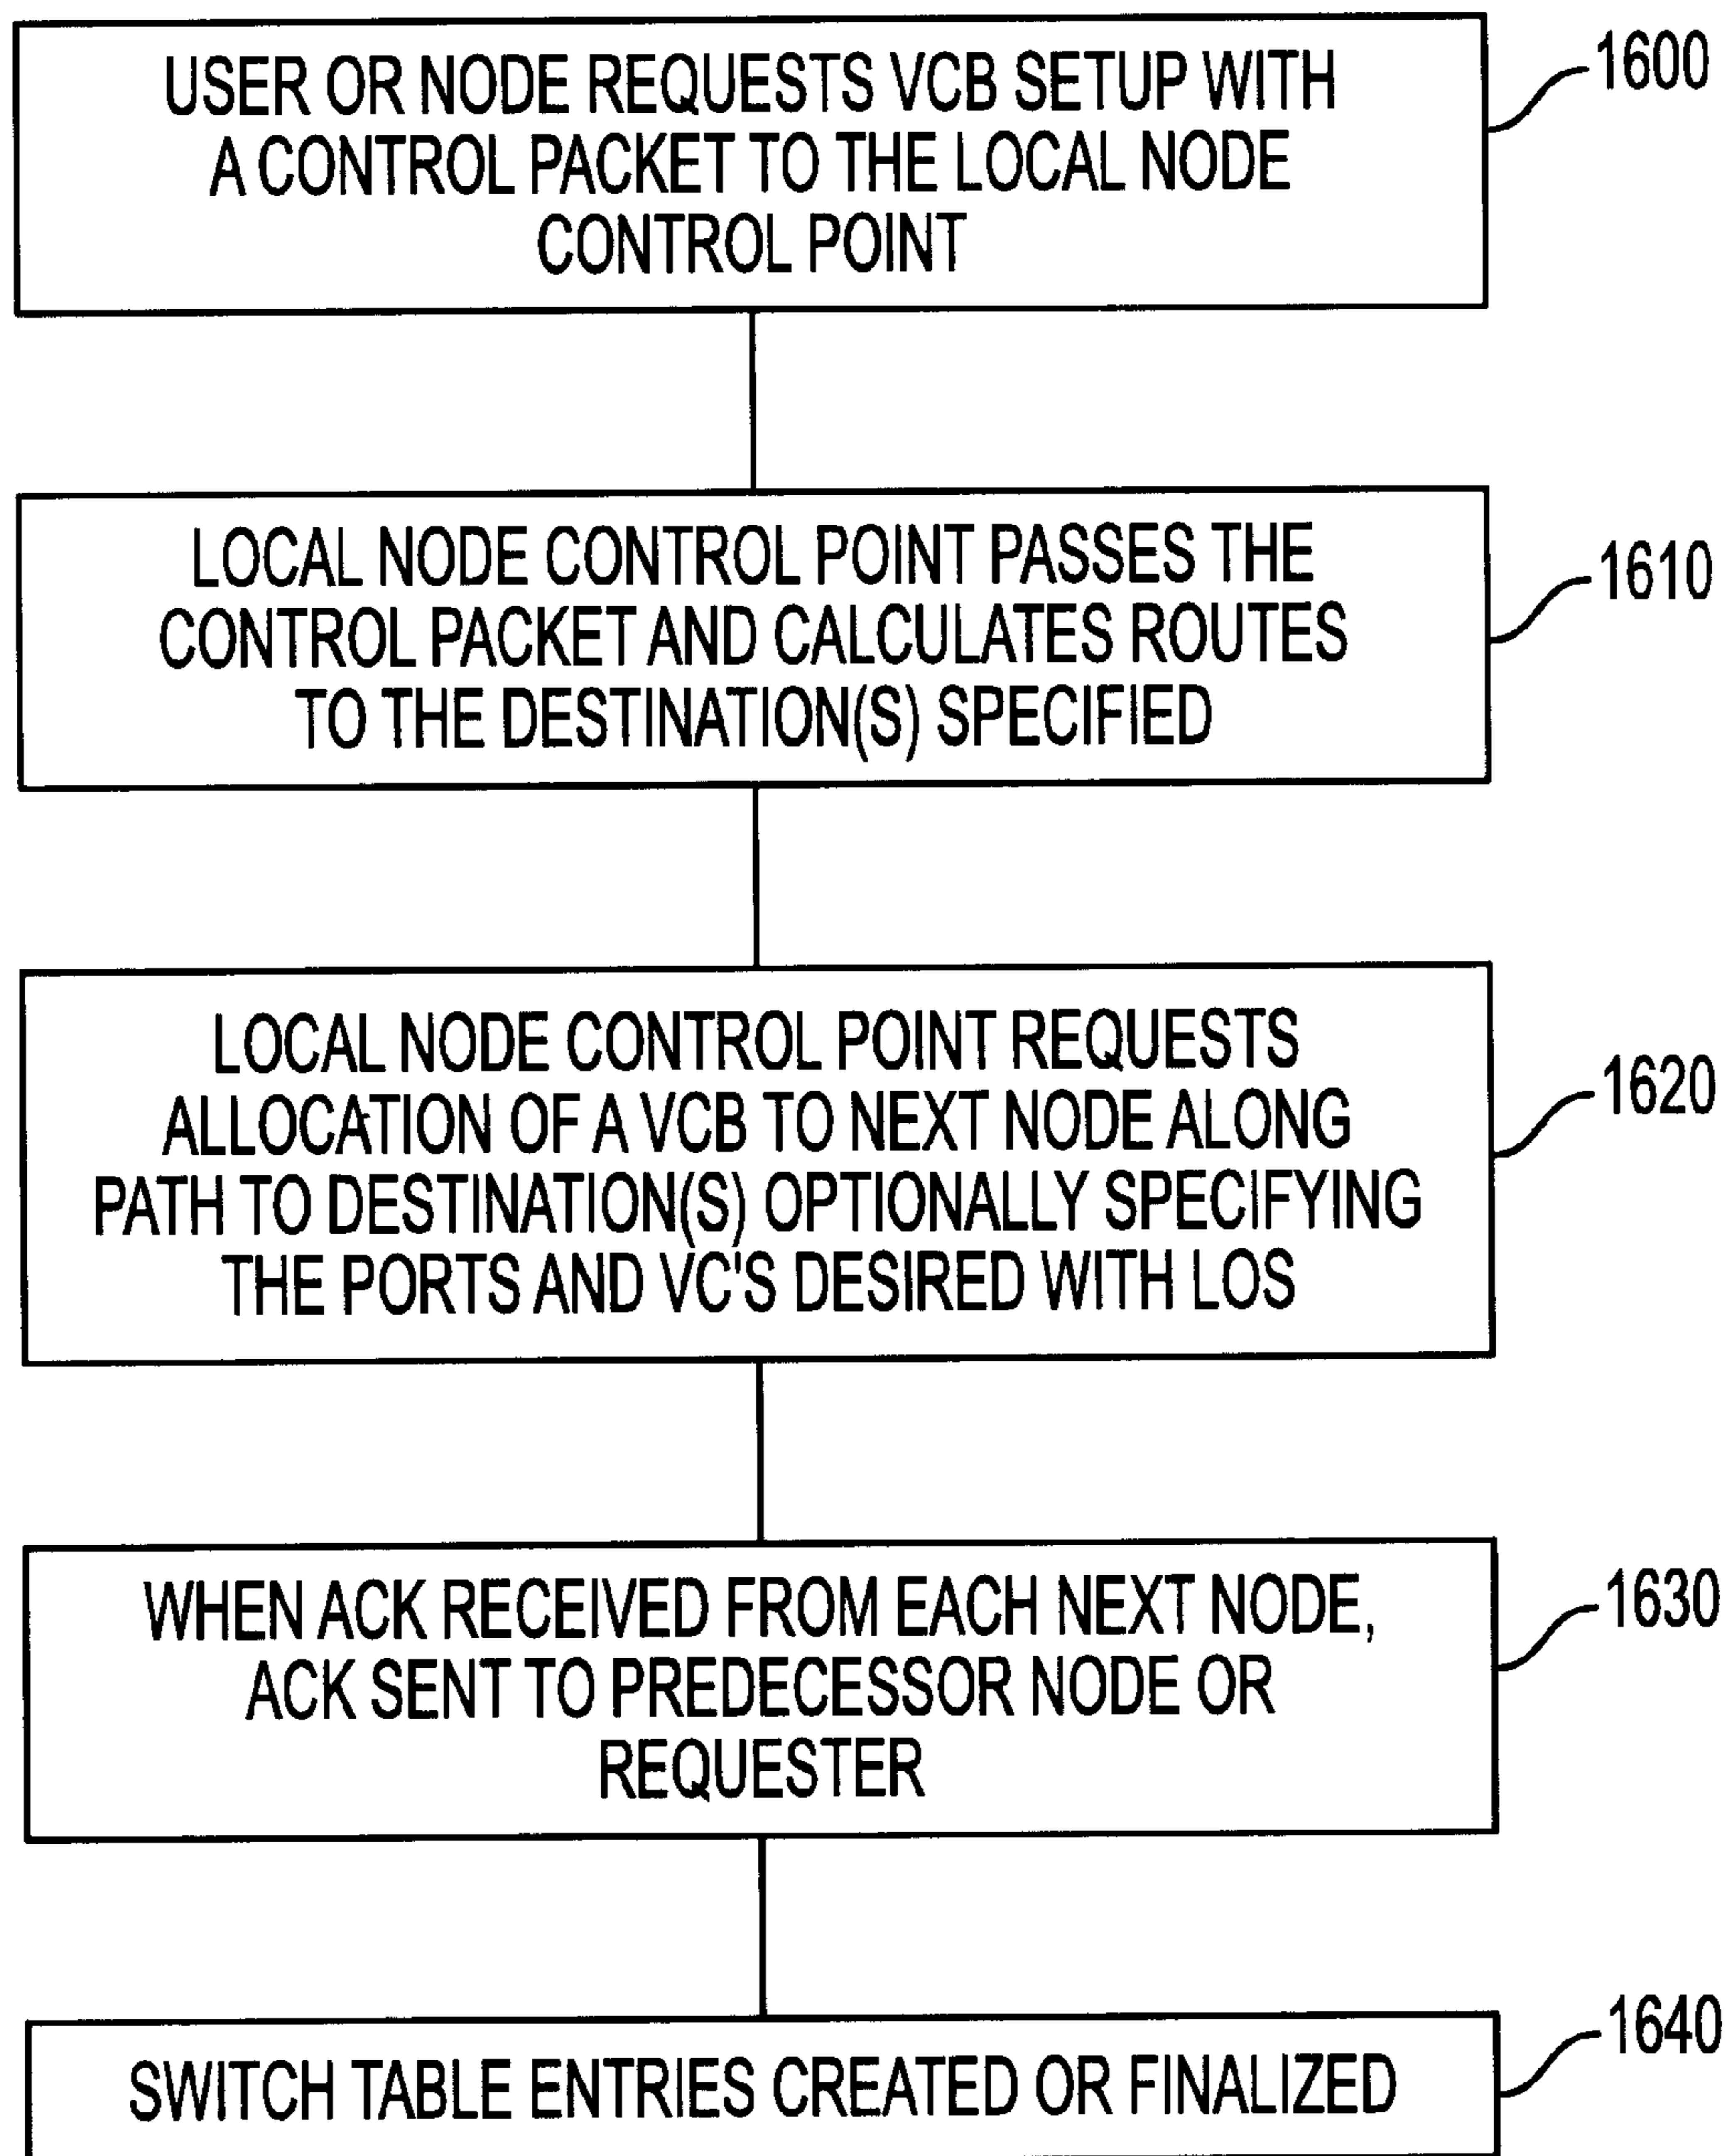 USER OR NODE REQUESTS VCB SETUP WITH
A CONTROL PACKET TO THE LOCAL NODE
CONTROL POINT
1600
LOCAL NODE CONTROL POINT PASSES THE
CONTROL PACKET AND CALCULATES ROUTES
TO THE DESTINATION(S) SPECIFIED
1610
LOCAL NODE CONTROL POINT REQUESTS
ALLOCATION OF A VCB TO NEXT NODE ALONG
PATH TO DESTINATION(S) OPTIONALLY SPECIFYING
THE PORTS AND VC'S DESIRED WITH LOS
1620
WHEN ACK RECEIVED FROM EACH NEXT NODE,
ACK SENT TO PREDECESSOR NODE OR
REQUESTER
1630
SWITCH TABLE ENTRIES CREATED OR FINALIZED
1640